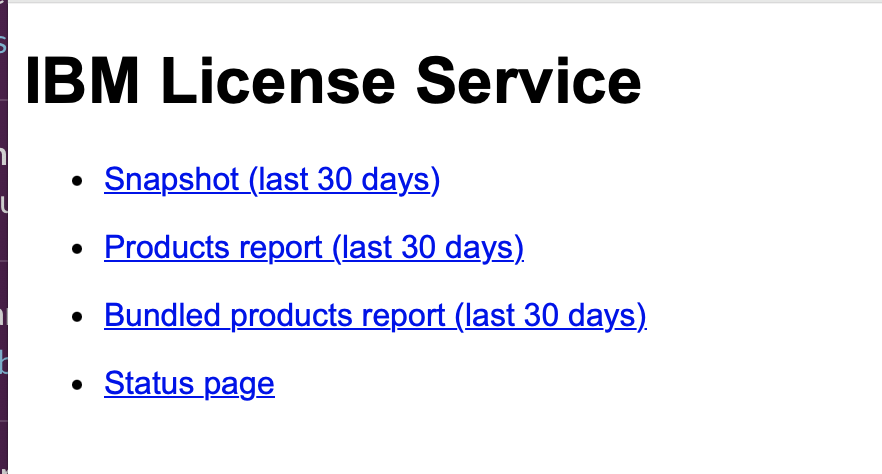 IBM License Service
Snapshot (last 30 days)
Products report (last 30 days)
Bundled products report (last 30 days)
Status page